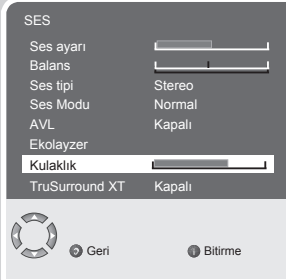 SES
Ses ayarı
Balans
Ses tipi Stereo
Ses Modu Normal
AVL Kapalı
Ekolayzer
Kulaklık
TruSurround XT Kapalı
Geri Bitirme